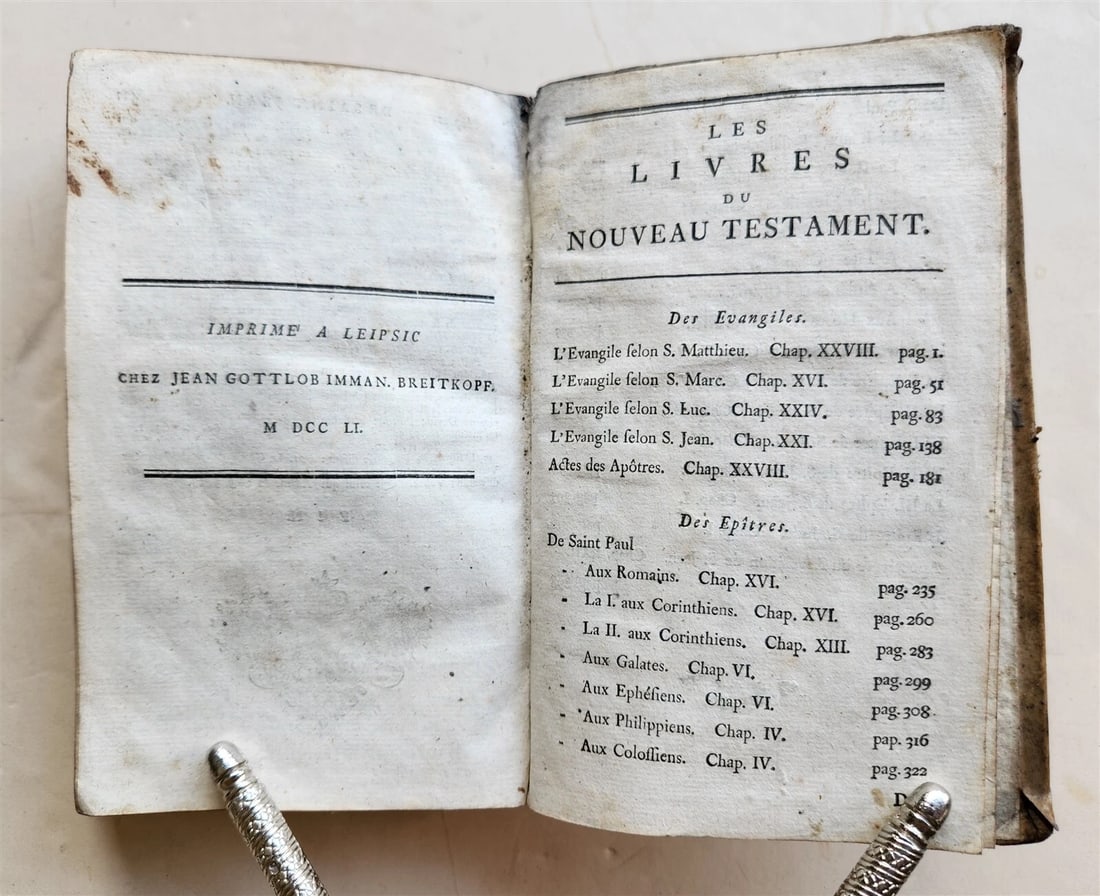 IMPRIME' A LEIPSIC
CHEZ JEAN GOTTLOB IMMAN. BREITKOPF.
M DCC LI.
LES
LIVRES
DU
NOUVEAU TESTAMENT.
Des Evangiles.
L'Evangile ſelon S. Matthieu. Chap. XXVIII. pag. 1.
L'Evangile ſelon S. Marc. Chap. XVI. pag. 51
L'Evangile ſelon S. Luc. Chap. XXIV. pag. 83
L'Evangile ſelon S. Jean. Chap. XXI. pag. 138
Actes des Apôtres. Chap. XXVIII. pag. 181
Des Epîtres.
De Saint Paul
- Aux Romains. Chap. XVI. pag. 235
- La I. aux Corinthiens. Chap. XVI. pag. 260
- La II. aux Corinthiens. Chap. XIII. pag. 283
- Aux Galates. Chap. VI. pag. 299
- Aux Ephéſiens. Chap. VI. pag. 308
- Aux Philippiens. Chap. IV. pap. 316
- Aux Coloſſiens. Chap. IV. pag. 322